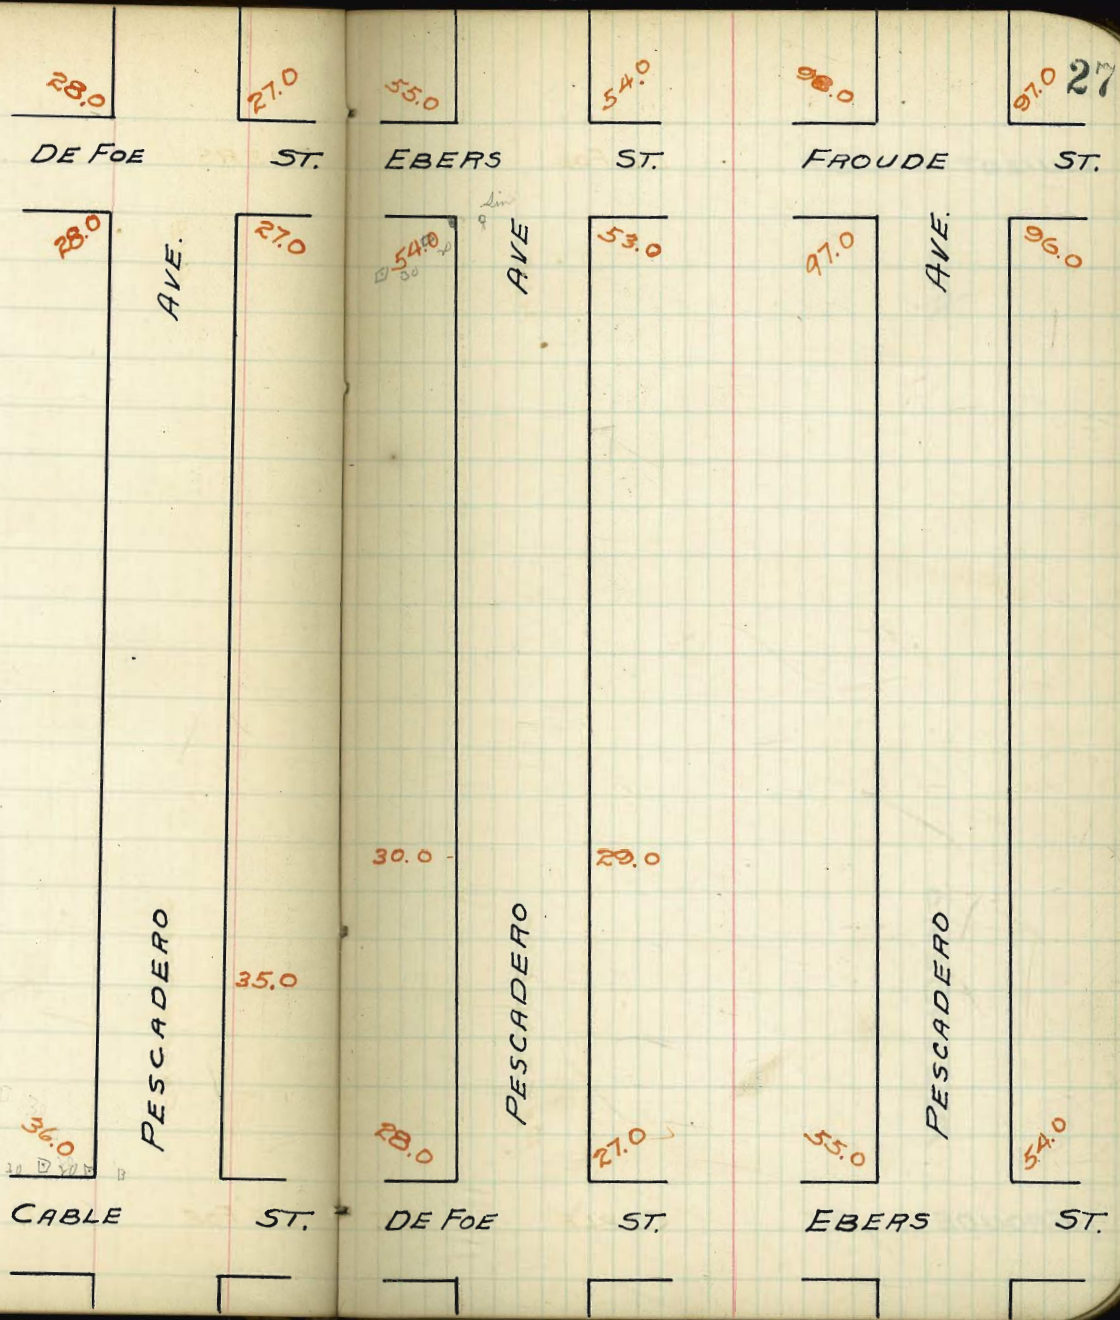 28.0 27.0 55.0 54.0 98.0 97.0 27
DE FOE ST. EBERS ST. FROUDE ST.
28.0 AVE. 27.0 54.0 AVE 53.0 97.0 AVE. 96.0
30
30.0 29.0
PESCADERO 35.0 PESCADERO PESCADERO
36.0 28.0 27.0 55.0 54.0
CABLE ST. DE FOE ST. EBERS ST.